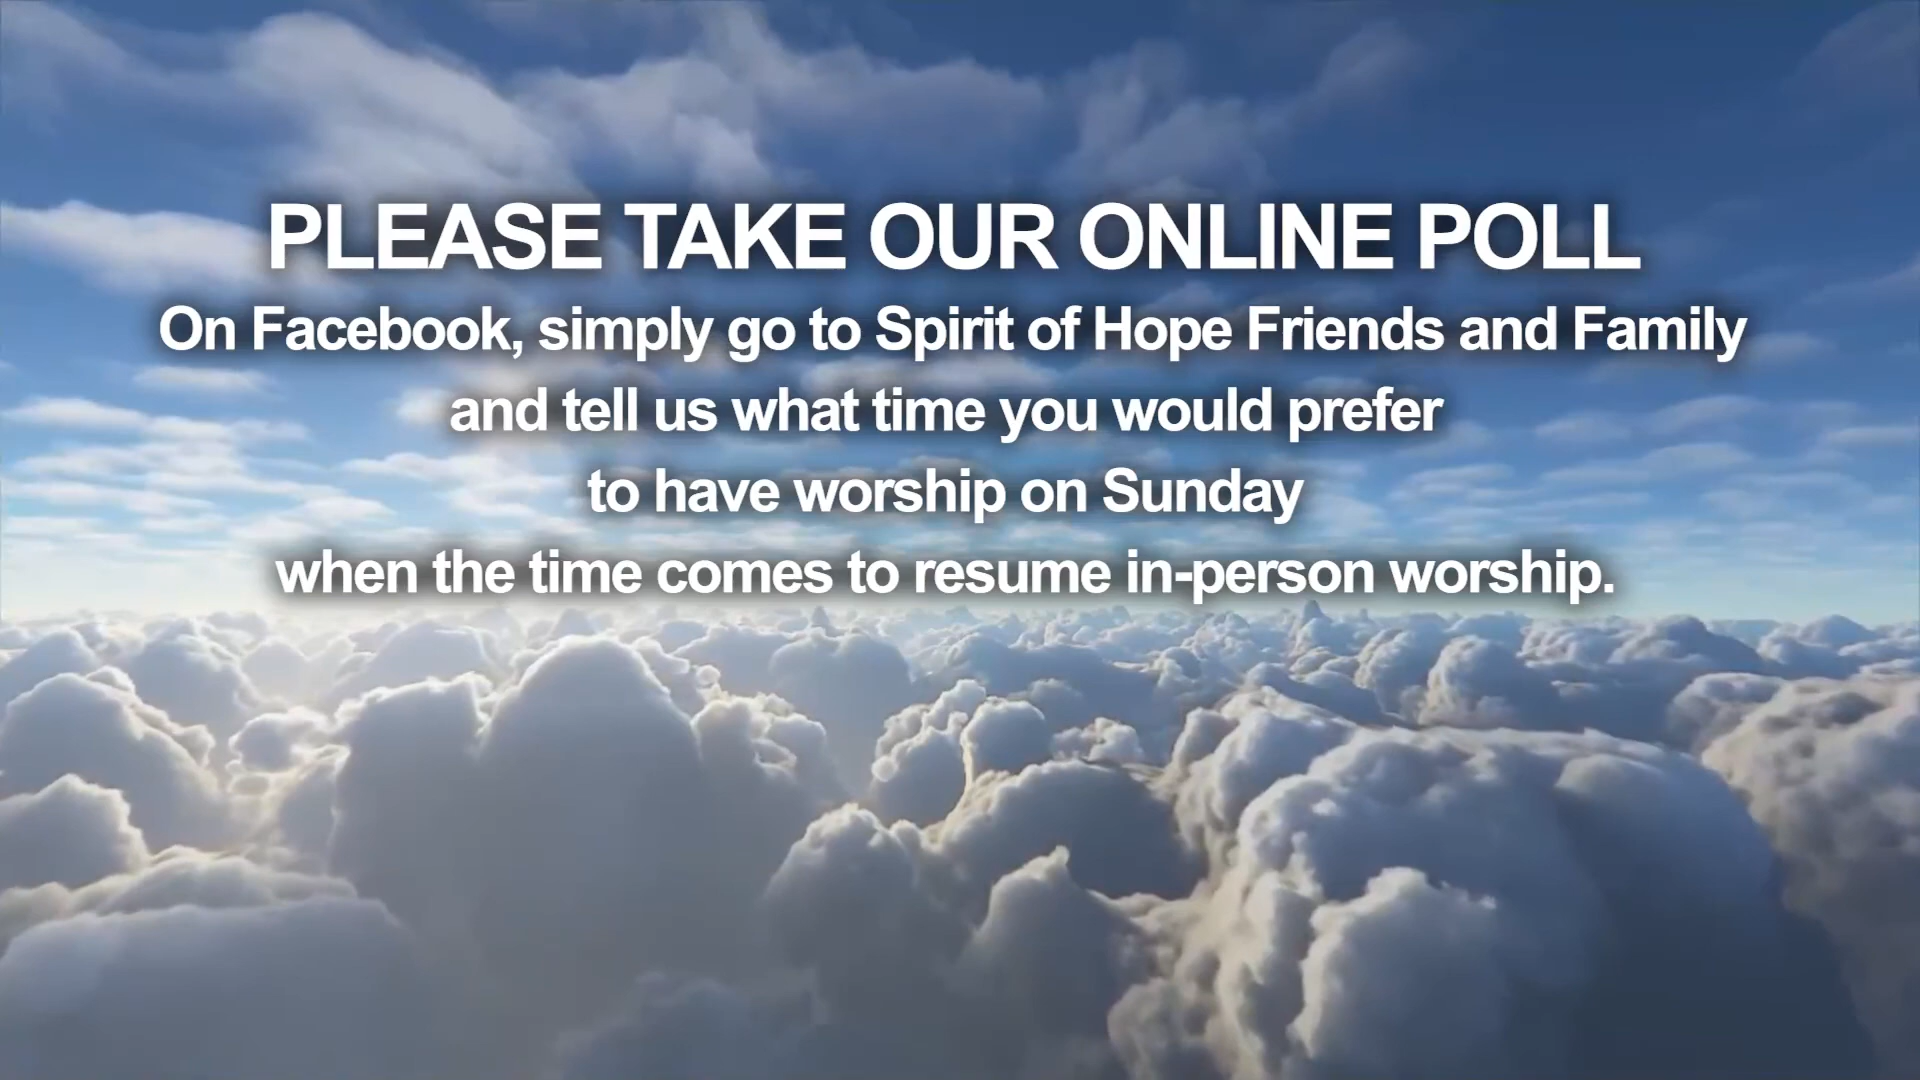 PLEASE TAKE OUR ONLINE POLL
On Facebook, simply go to Spirit of Hope Friends and Family
and tell us what time you would prefer
to have worship on Sunday
when the time comes to resume in-person worship.